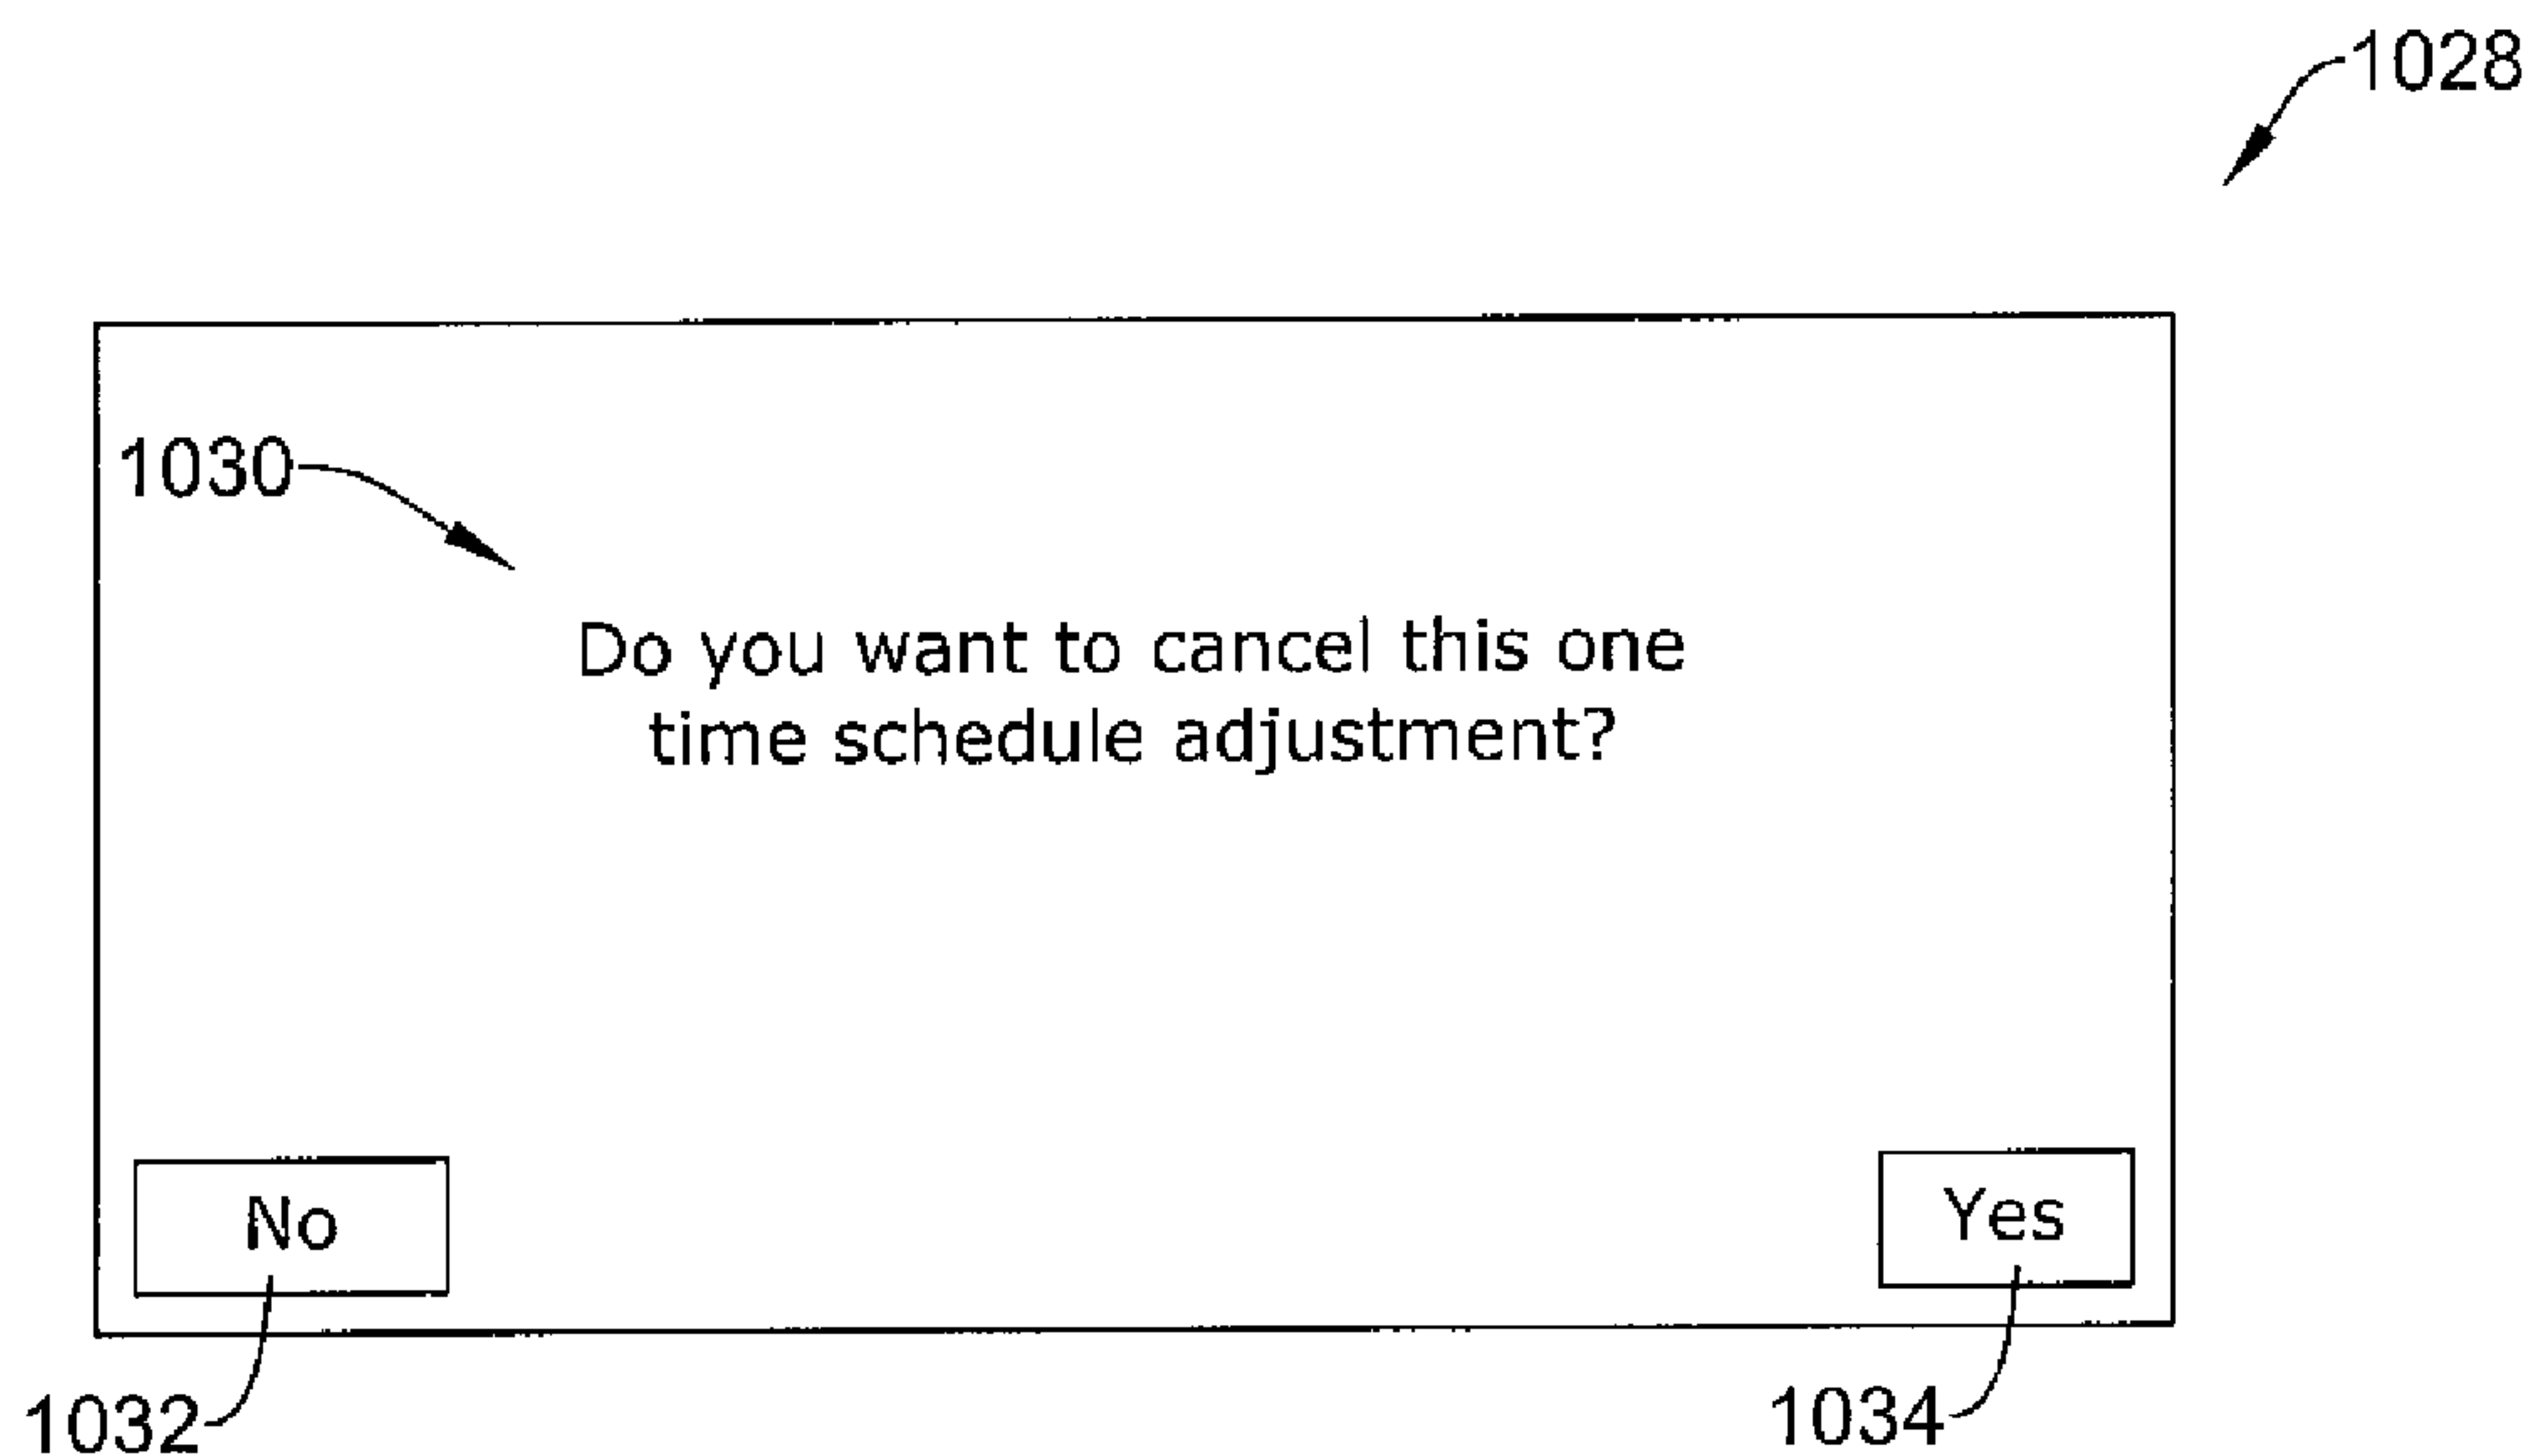 1028
1030
Do you want to cancel this one
time schedule adjustment?
No
Yes
1032
1034